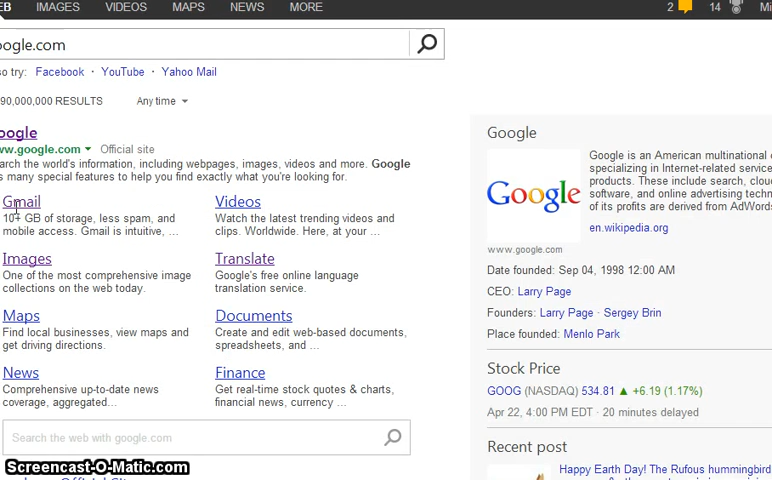 EB IMAGES VIDEOS MAPS NEWS MORE 2 14 Mi
oogle.com
so try: Facebook · YouTube · Yahoo Mail
90,000,000 RESULTS Any time
oogle
ww.google.com Official site
arch the world's information, including webpages, images, videos and more. Google
as many special features to help you find exactly what you're looking for.
Gmail
10+ GB of storage, less spam, and
mobile access. Gmail is intuitive, ...
Videos
Watch the latest trending videos and
clips. Worldwide. Here, at your ...
Images
One of the most comprehensive image
collections on the web today.
Translate
Google's free online language
translation service.
Maps
Find local businesses, view maps and
get driving directions.
Documents
Create and edit web-based documents,
spreadsheets, and ...
News
Comprehensive up-to-date news
coverage, aggregated...
Finance
Get real-time stock quotes & charts,
financial news, currency ...
Search the web with google.com
Screencast-O-Matic.com
Google
Google
www.google.com
Google is an American multinational
specializing in Internet-related service
products. These include search, clou
software, and online advertising techn
of its profits are derived from AdWords
en.wikipedia.org
Date founded: Sep 04, 1998 12:00 AM
CEO: Larry Page
Founders: Larry Page · Sergey Brin
Place founded: Menlo Park
Stock Price
GOOG (NASDAQ) 534.81 ▲ +6.19 (1.17%)
Apr 22, 4:00 PM EDT · 20 minutes delayed
Recent post
Happy Earth Day! The Rufous hummingbird